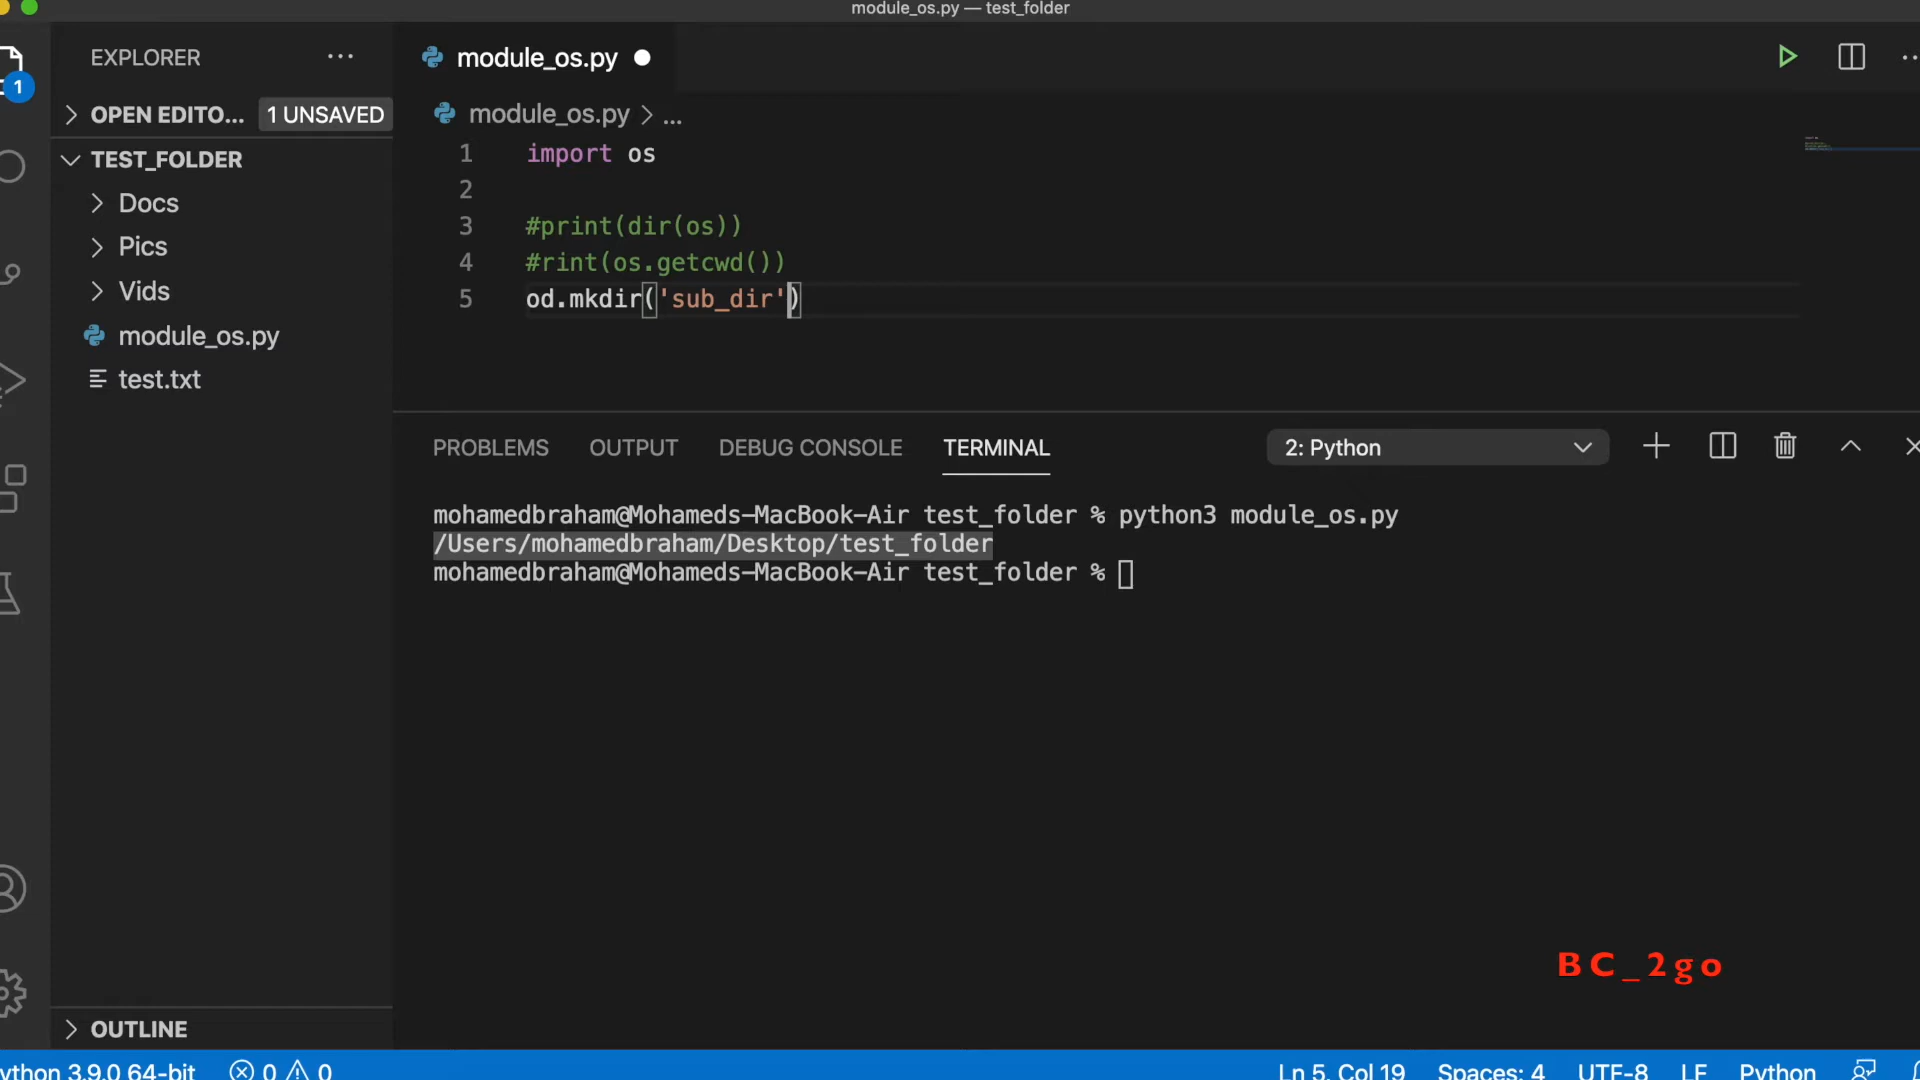 module_os.py — test_folder
EXPLORER
module_os.py
1
OPEN EDITO... 1 UNSAVED
module_os.py > ...
TEST_FOLDER
Docs
Pics
Vids
module_os.py
test.txt
1 import os
2
3 #print(dir(os))
4 #rint(os.getcwd())
5 od.mkdir('sub_dir')
PROBLEMS OUTPUT DEBUG CONSOLE TERMINAL 2: Python
mohamedbraham@Mohameds-MacBook-Air test_folder % python3 module_os.py
/Users/mohamedbraham/Desktop/test_folder
mohamedbraham@Mohameds-MacBook-Air test_folder %
BC_2go
OUTLINE
ython 3.9.0 64-bit 0 0 Ln 5, Col 19 Spaces: 4 UTF-8 LF Python